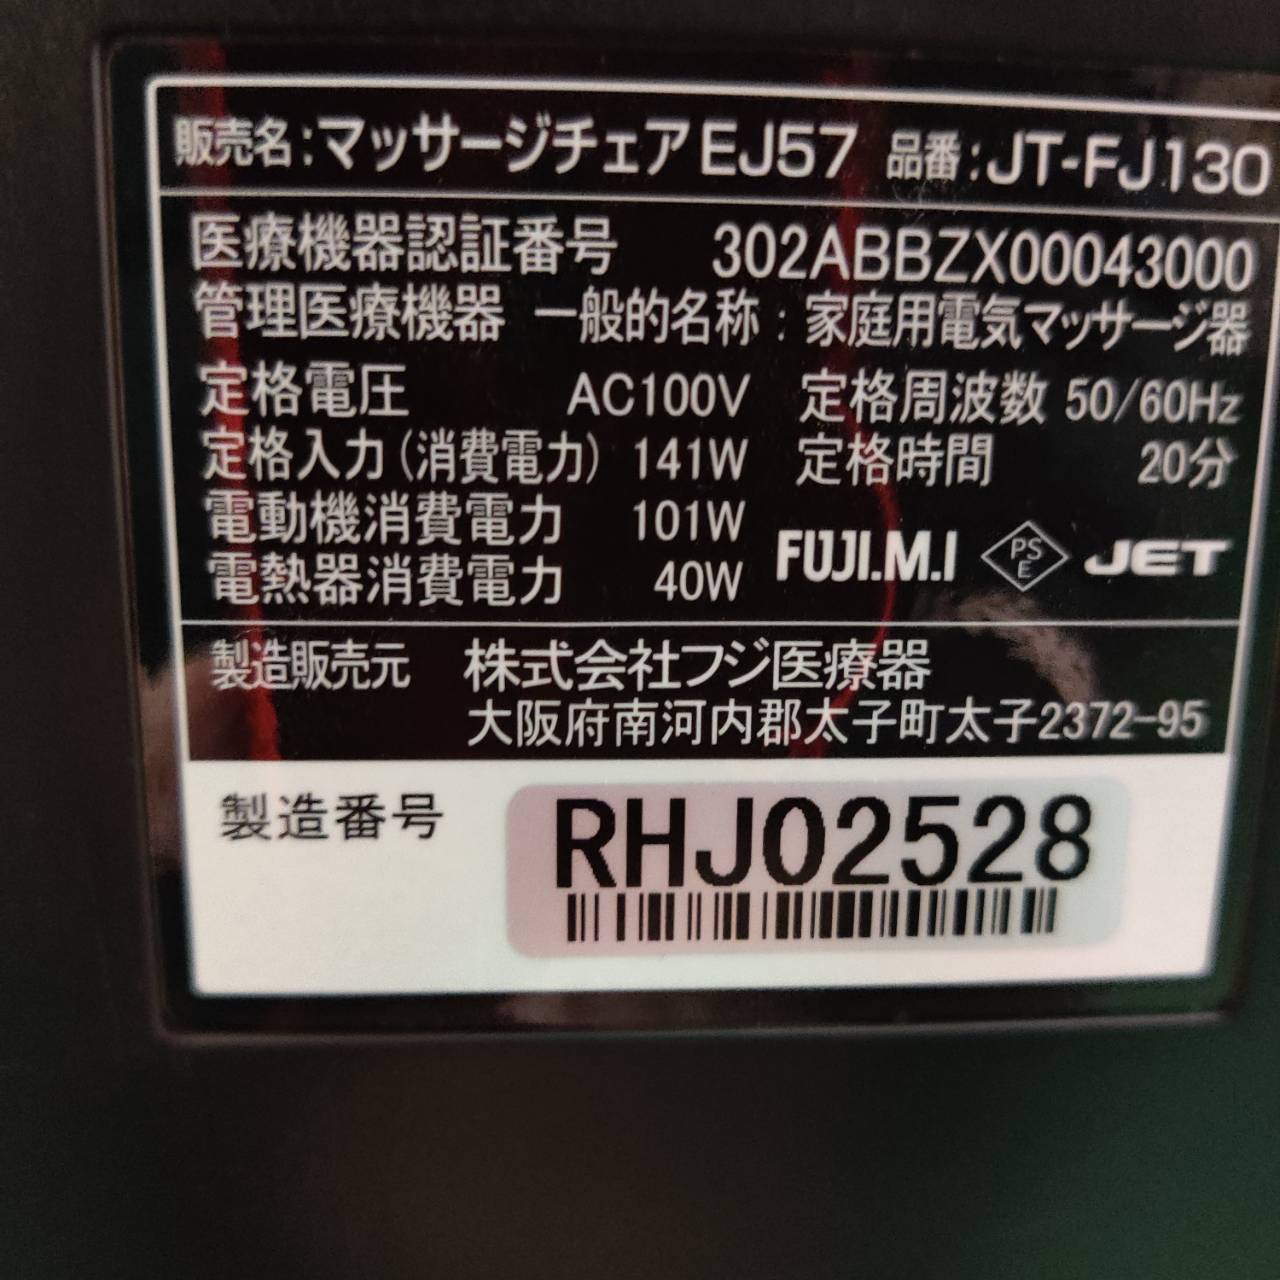 販売名:マッサージチェアEJ57 品番:JT-FJ130
医療機器認証番号 302ABBZX00043000
管理医療機器 一般的名称:家庭用電気マッサージ器
定格電圧 AC100V 定格周波数 50/60Hz
定格入力(消費電力) 141W 定格時間 20分
電動機消費電力 101W
電熱器消費電力 40W
FUJI.M.I PSE JET
製造販売元 株式会社フジ医療器
大阪府南河内郡太子町太子2372-95
製造番号 RHJ02528